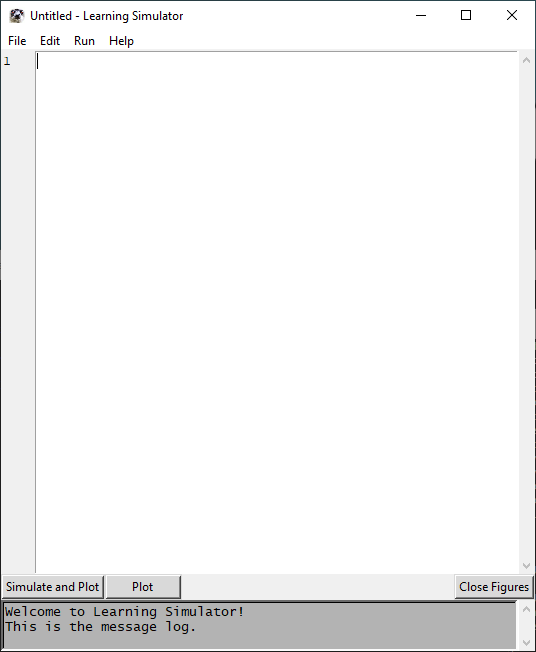 Untitled - Learning Simulator
File Edit Run Help
1
Simulate and Plot Plot Close Figures
Welcome to Learning Simulator!
This is the message log.